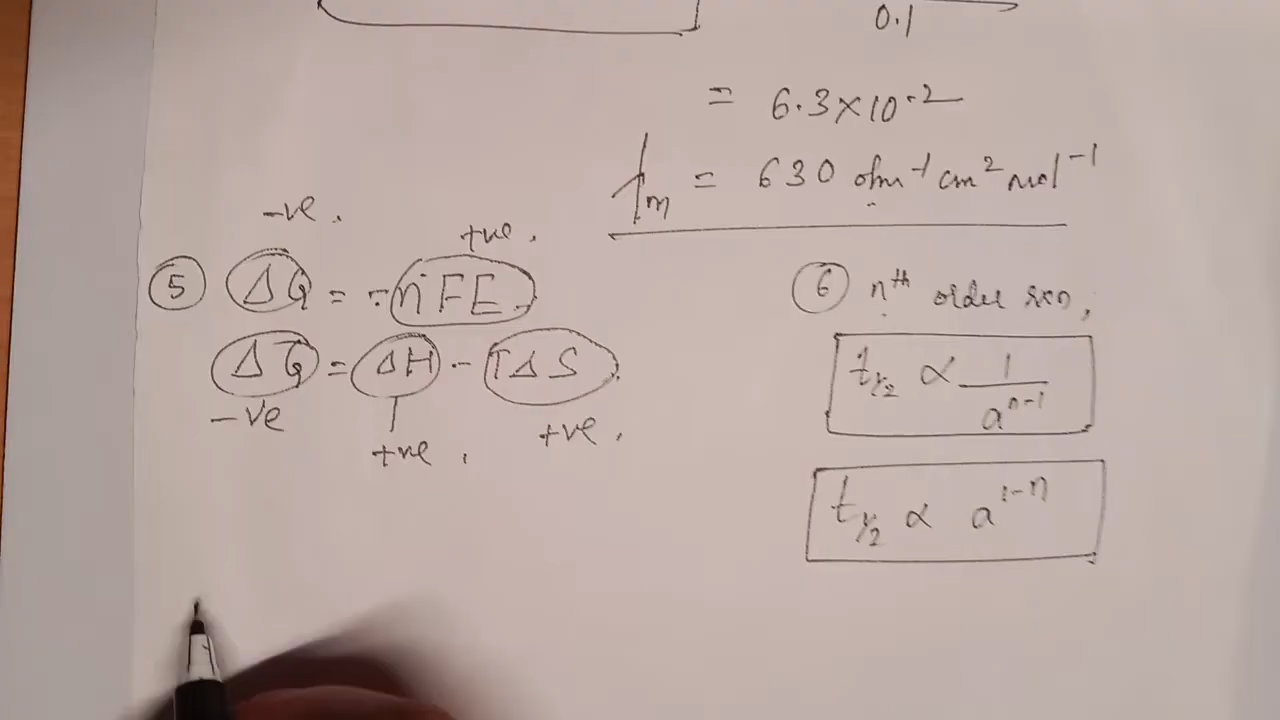 0.1
= 6.3×10⁻²
Λm = 630 ohm⁻¹ cm² mol⁻¹
-ve.
+ve.
⑤ ΔG = -nFE
ΔG = ΔH - TΔS
-ve
+ve.
+ve.
⑥ nᵗʰ order rxn,
t½ ∝ 1/aⁿ⁻¹
t½ ∝ a¹⁻ⁿ